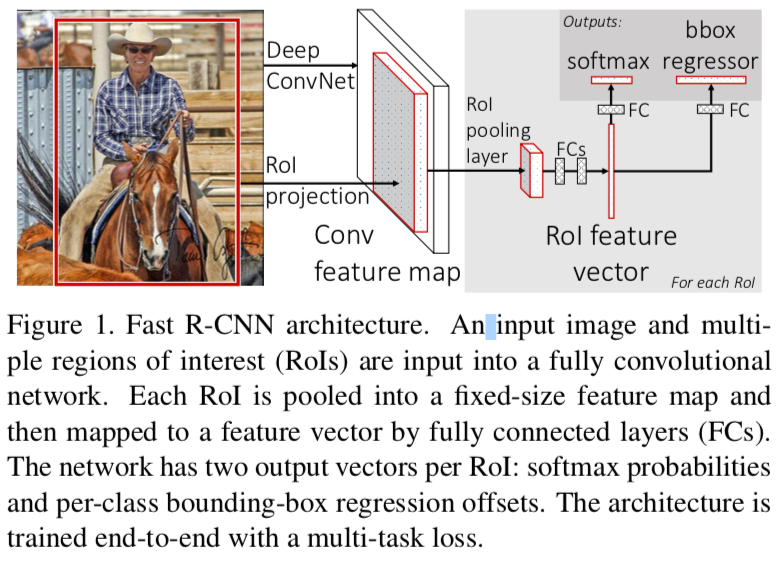 Outputs:
bbox
softmax regressor
Deep
ConvNet
RoI
pooling
layer
FC
FC
FCs
RoI
projection
Conv
feature map
RoI feature
vector
For each RoI
Figure 1. Fast R-CNN architecture. An input image and multi-
ple regions of interest (RoIs) are input into a fully convolutional
network. Each RoI is pooled into a fixed-size feature map and
then mapped to a feature vector by fully connected layers (FCs).
The network has two output vectors per RoI: softmax probabilities
and per-class bounding-box regression offsets. The architecture is
trained end-to-end with a multi-task loss.